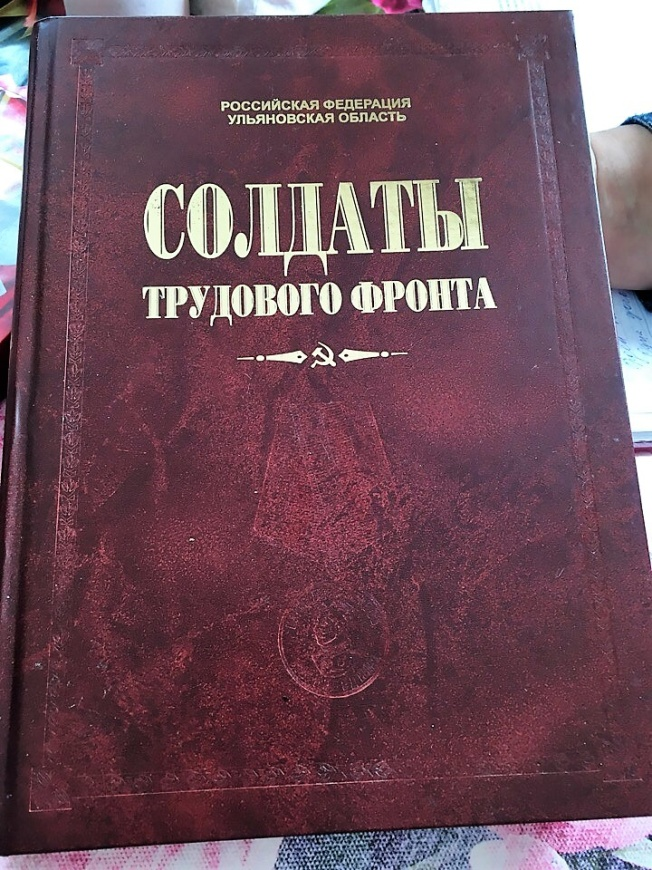 РОССИЙСКАЯ ФЕДЕРАЦИЯ
УЛЬЯНОВСКАЯ ОБЛАСТЬ
СОЛДАТЫ
ТРУДОВОГО ФРОНТА